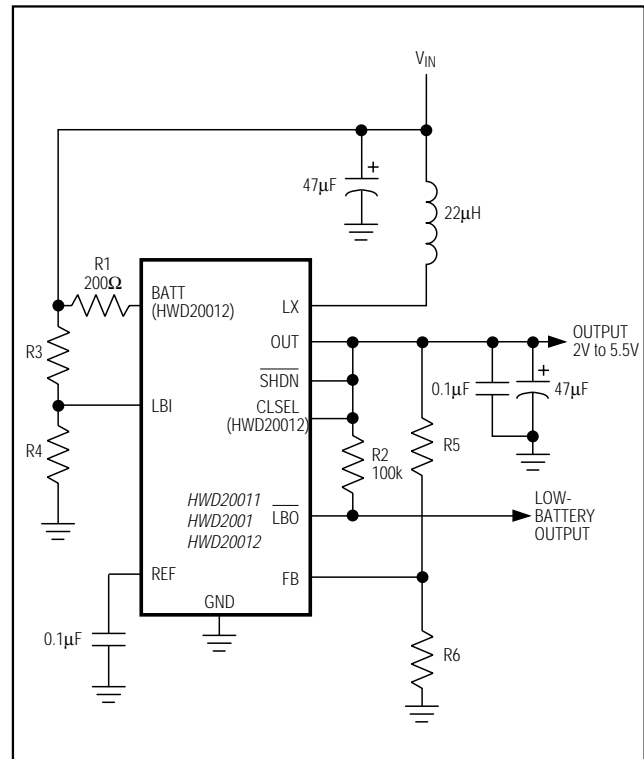 VIN
47µF
+
22µH
R1
200Ω
BATT
(HWD20012)
LX
OUT
OUTPUT
2V to 5.5V
R3
SHDN
0.1µF
+
47µF
LBI
CLSEL
(HWD20012)
R4
R2
100k
R5
HWD20011
HWD2001
HWD20012
LBO
LOW-
BATTERY
OUTPUT
REF
FB
GND
0.1µF
R6